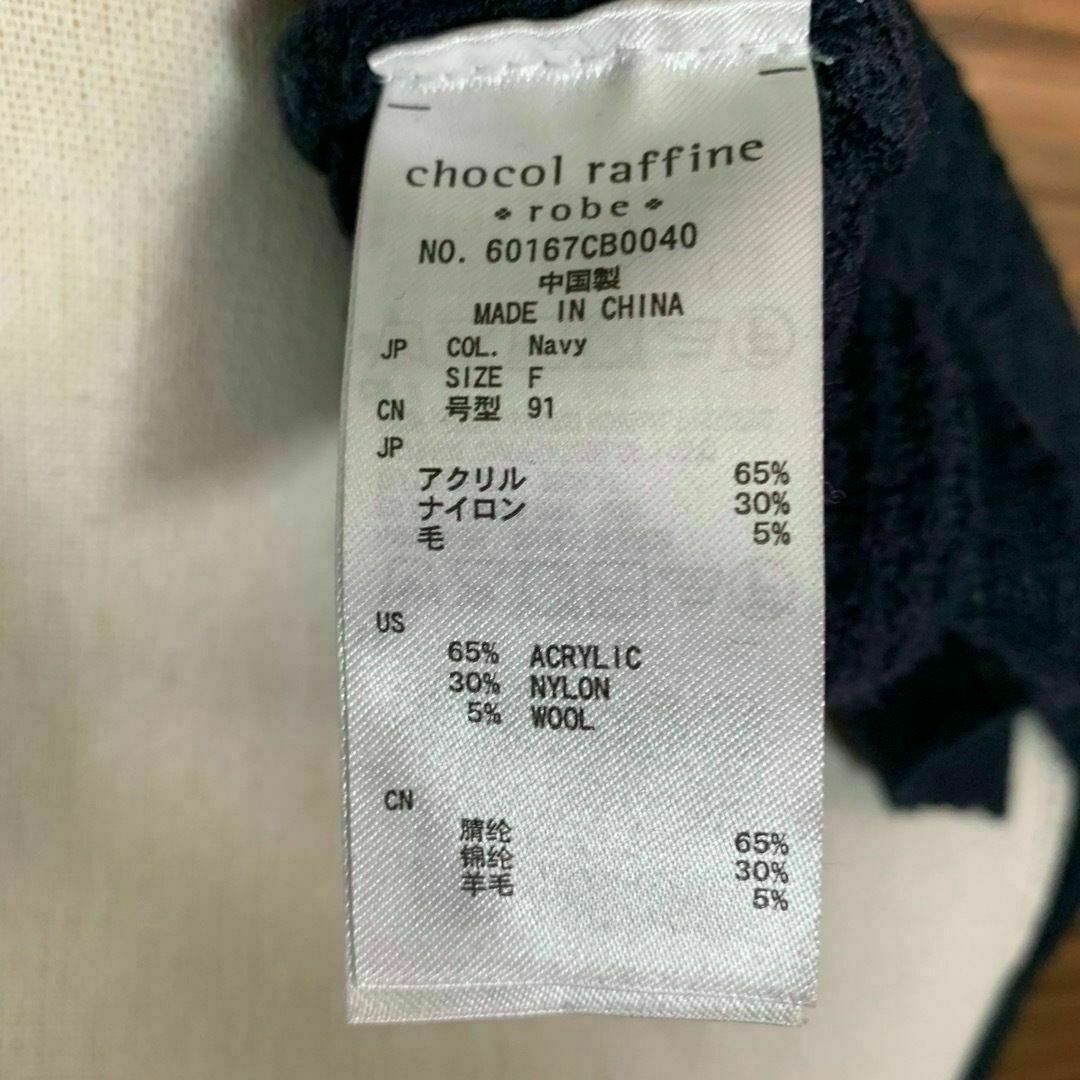 chocol raffine
robe
NO. 60167CB0040
中国製
MADE IN CHINA
JP COL. Navy
SIZE F
CN 号型 91
JP
アクリル 65%
ナイロン 30%
毛 5%
US
65% ACRYLIC
30% NYLON
5% WOOL
CN
腈纶 65%
锦纶 30%
羊毛 5%